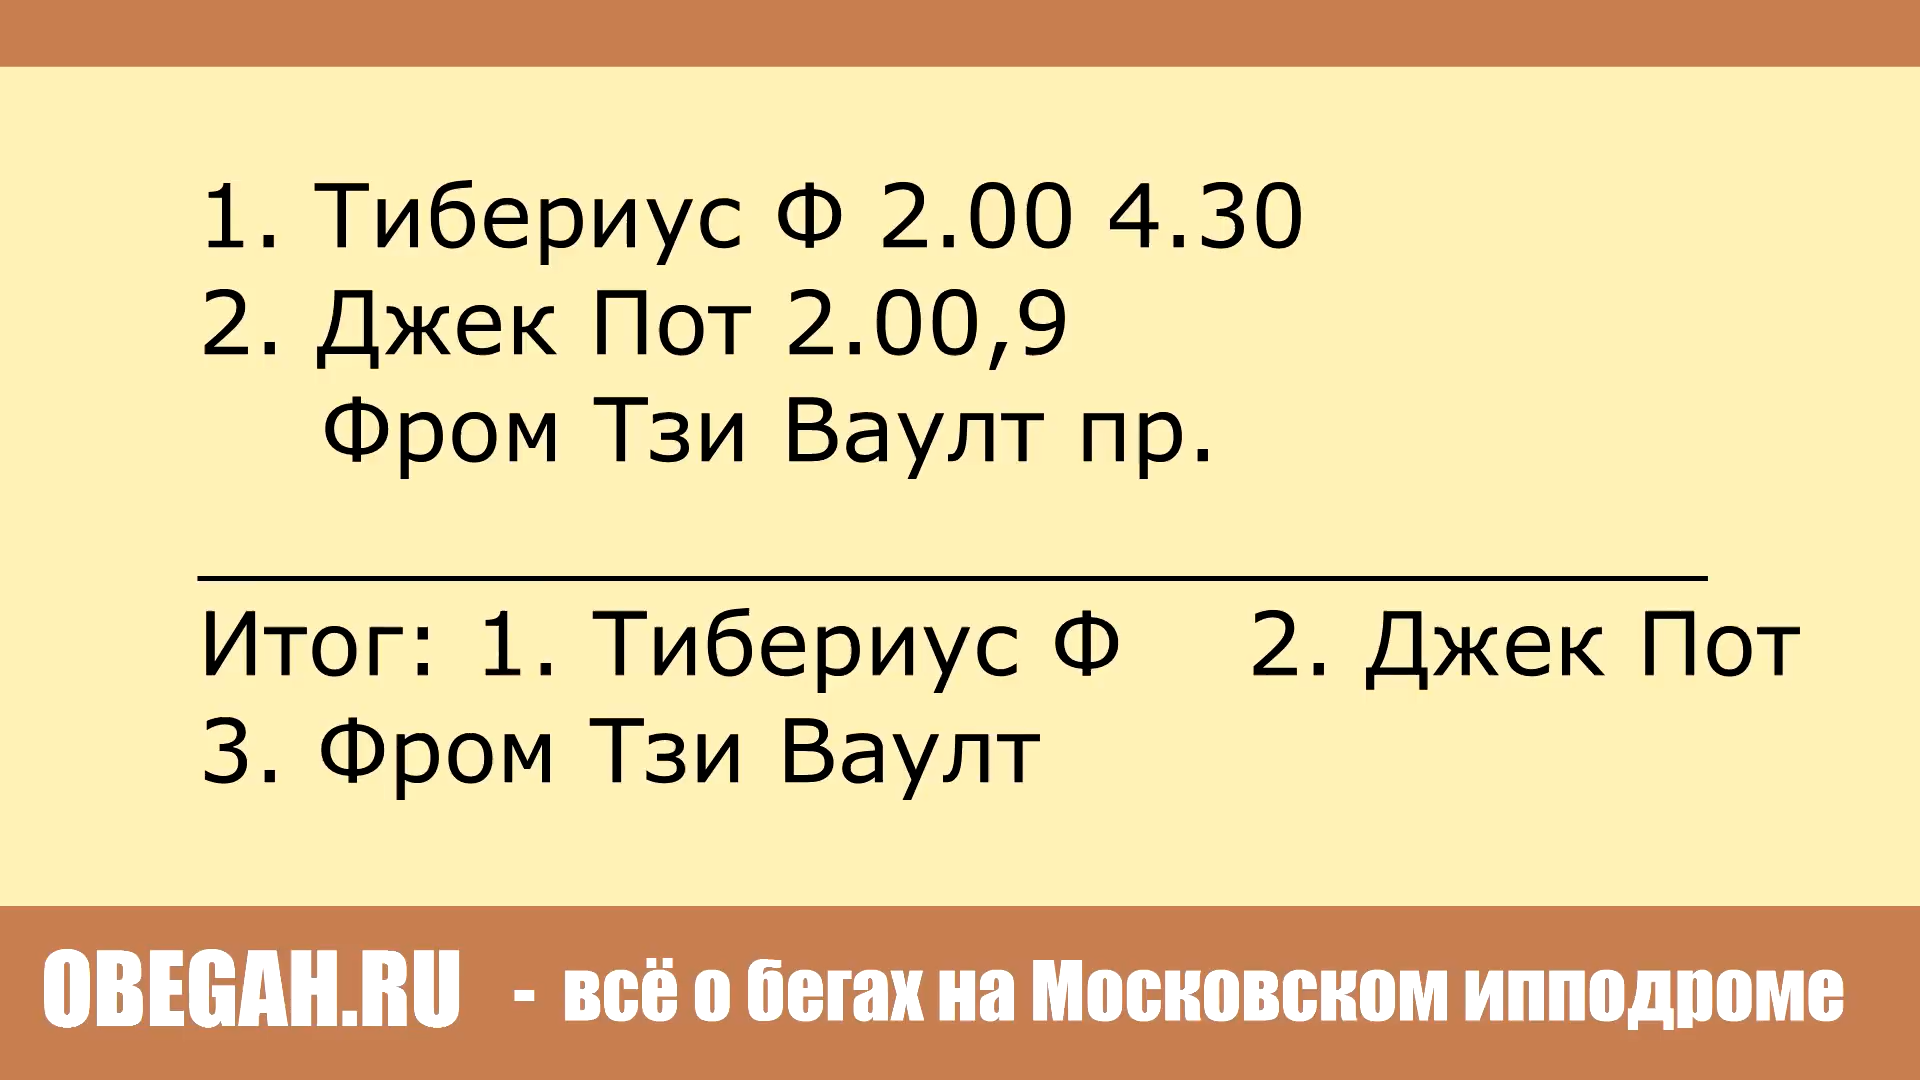 1. Тибериус Ф 2.00 4.30
2. Джек Пот 2.00,9
Фром Тзи Ваулт пр.
Итог: 1. Тибериус Ф 2. Джек Пот
3. Фром Тзи Ваулт
OBEGAH.RU - всё о бегах на Московском ипподроме